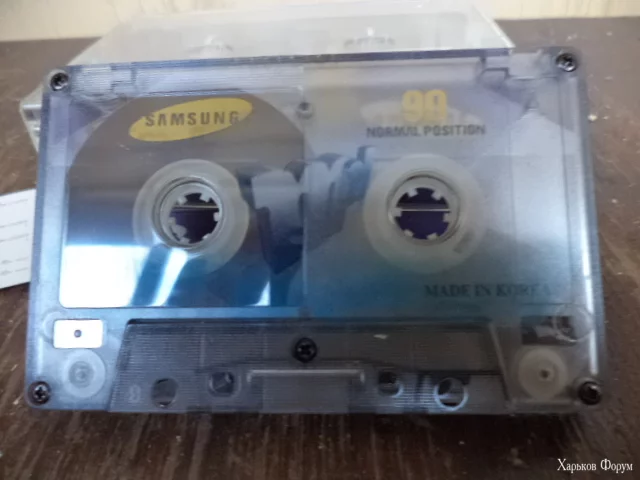 SAMSUNG
90
NORMAL POSITION
MADE IN KOREA
Харьков Форум